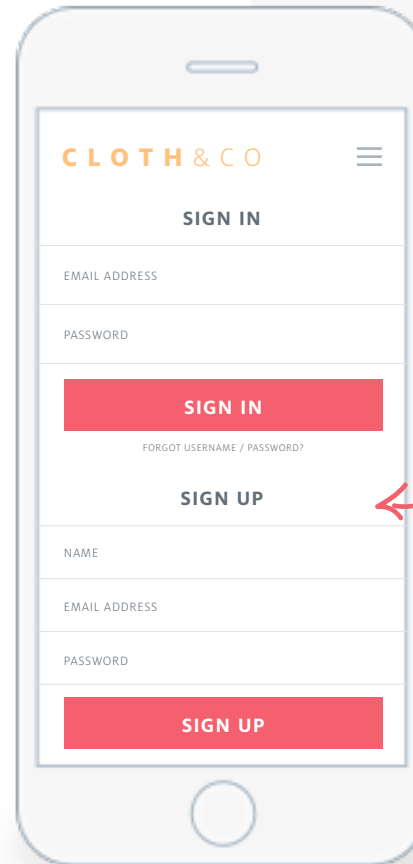 CLOTH&CO
SIGN IN
EMAIL ADDRESS
PASSWORD
SIGN IN
FORGOT USERNAME / PASSWORD?
SIGN UP
NAME
EMAIL ADDRESS
PASSWORD
SIGN UP